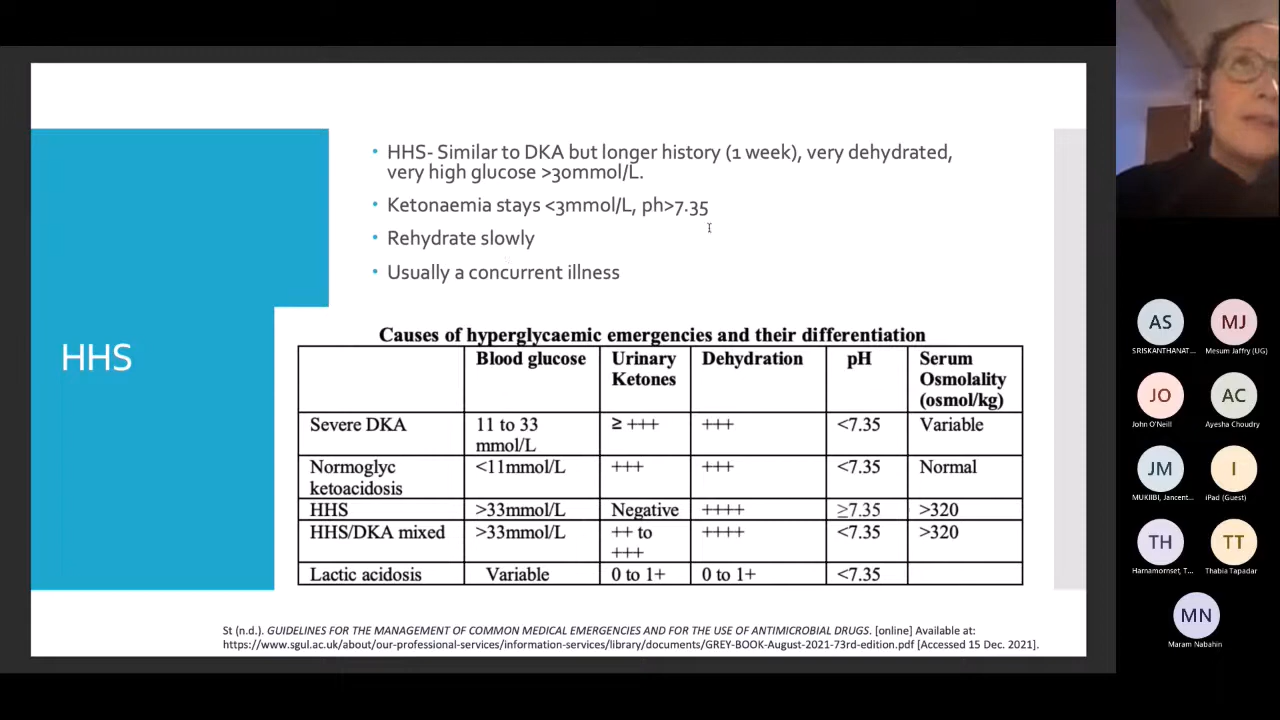 • HHS- Similar to DKA but longer history (1 week), very dehydrated,
very high glucose >30mmol/L.
• Ketonaemia stays <3mmol/L, ph>7.35
• Rehydrate slowly
• Usually a concurrent illness
HHS
Causes of hyperglycaemic emergencies and their differentiation
Blood glucose Urinary Ketones Dehydration pH Serum Osmolality (osmol/kg)
Severe DKA 11 to 33 mmol/L ≥ +++ +++ <7.35 Variable
Normoglyc ketoacidosis <11mmol/L +++ +++ <7.35 Normal
HHS >33mmol/L Negative ++++ ≥7.35 >320
HHS/DKA mixed >33mmol/L ++ to +++ ++++ <7.35 >320
Lactic acidosis Variable 0 to 1+ 0 to 1+ <7.35
St (n.d.). GUIDELINES FOR THE MANAGEMENT OF COMMON MEDICAL EMERGENCIES AND FOR THE USE OF ANTIMICROBIAL DRUGS. [online] Available at:
https://www.sgul.ac.uk/about/our-professional-services/information-services/library/documents/GREY-BOOK-August-2021-73rd-edition.pdf [Accessed 15 Dec. 2021].
AS MJ
SRISKANTHANAT... Mesum Jaffry (UG)
JO AC
John O'Neill Ayesha Choudry
JM I
MUKIIBI, Jancent... iPad (Guest)
TH TT
Harnamornset, T... Thabia Tapadar
MN
Maram Nabahin